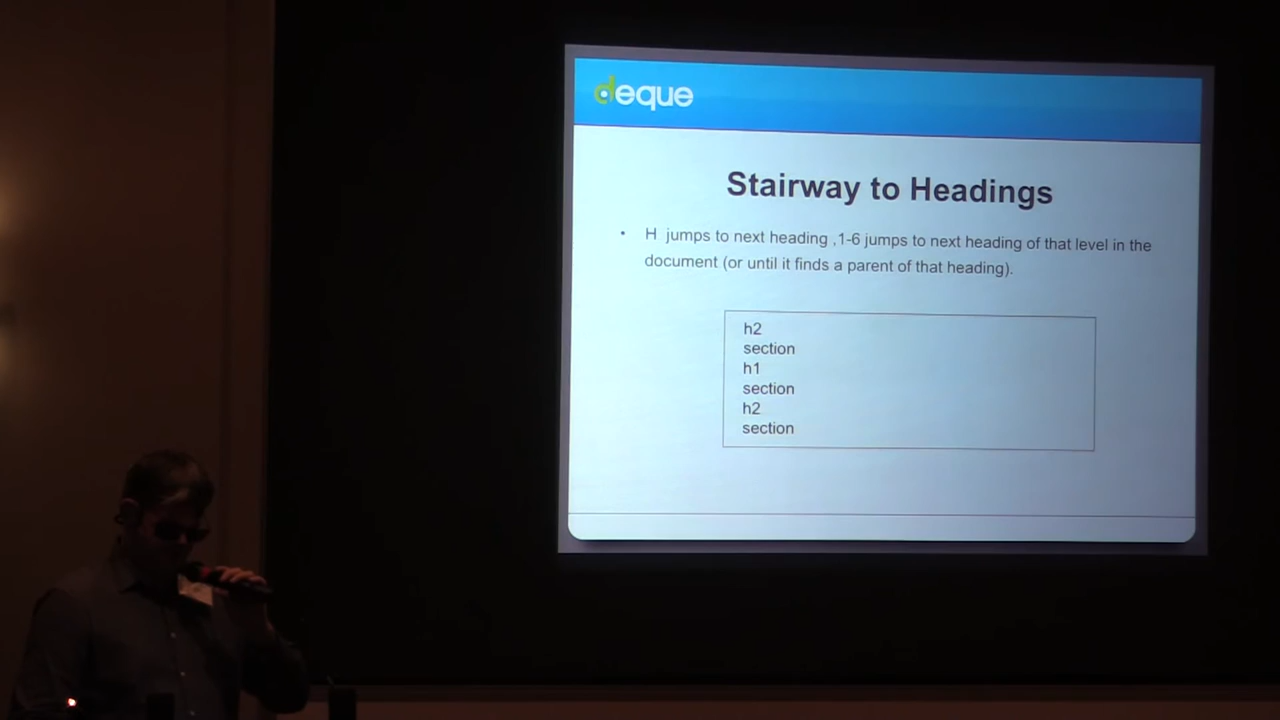 deque
Stairway to Headings
• H jumps to next heading ,1-6 jumps to next heading of that level in the
document (or until it finds a parent of that heading).
h2
section
h1
section
h2
section